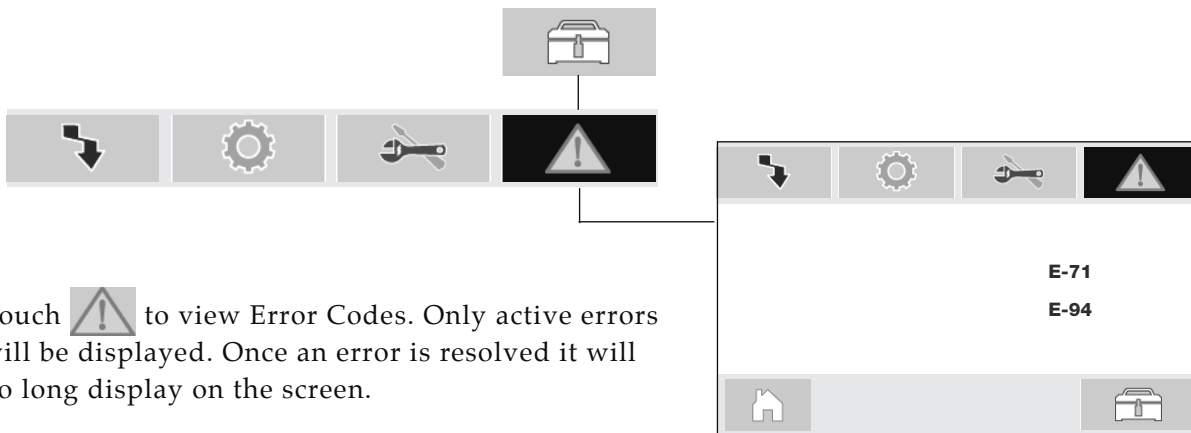 E-71
E-94
ouch to view Error Codes. Only active errors
ill be displayed. Once an error is resolved it will
o long display on the screen.